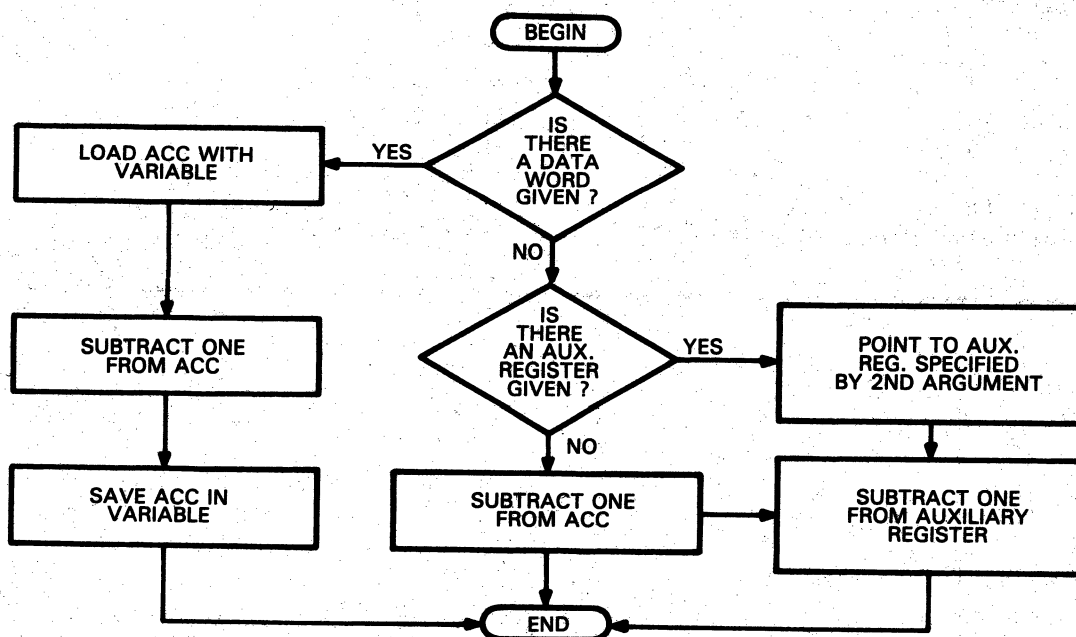 BEGIN
IS
THERE
A DATA
WORD
GIVEN ?
YES
LOAD ACC WITH
VARIABLE
NO
SUBTRACT ONE
FROM ACC
IS
THERE
AN AUX.
REGISTER
GIVEN ?
YES
POINT TO AUX.
REG. SPECIFIED
BY 2ND ARGUMENT
NO
SAVE ACC IN
VARIABLE
SUBTRACT ONE
FROM ACC
SUBTRACT ONE
FROM AUXILIARY
REGISTER
END